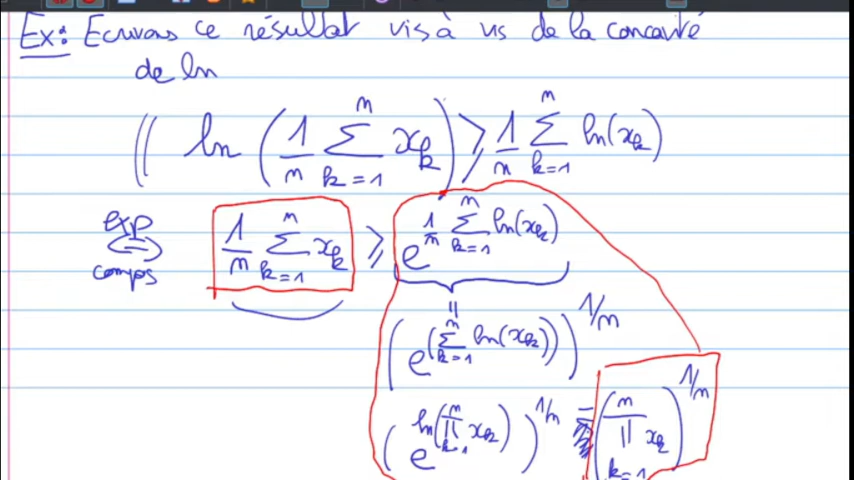 Ex: Ecrivons ce résultat vis à vis de la concavité
de ln
ln ( 1/n ∑_{k=1}^{n} x_k ) ⩾ 1/n ∑_{k=1}^{n} ln(x_k)
exp ⟺ comps 1/n ∑_{k=1}^{n} x_k ⩾ e^{1/n ∑_{k=1}^{n} ln(x_k)}
=
( e^{( ∑_{k=1}^{n} ln(x_k) )} )^{1/n}
( e^{ln( ∏_{k=1}^{n} x_k )} )^{1/n} = ( ∏_{k=1}^{n} x_k )^{1/n}